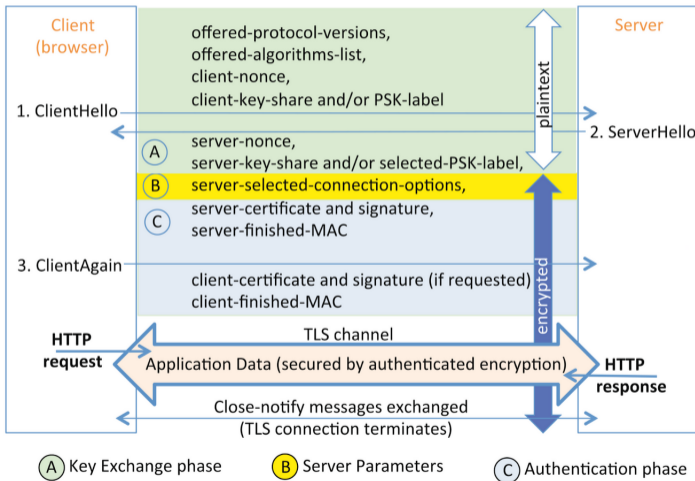 Client
(browser)
Server
offered-protocol-versions,
offered-algorithms-list,
client-nonce,
client-key-share and/or PSK-label
plaintext
1. ClientHello
2. ServerHello
A
server-nonce,
server-key-share and/or selected-PSK-label,
B
server-selected-connection-options,
C
server-certificate and signature,
server-finished-MAC
3. ClientAgain
client-certificate and signature (if requested)
client-finished-MAC
encrypted
TLS channel
HTTP
request
Application Data (secured by authenticated encryption)
HTTP
response
Close-notify messages exchanged
(TLS connection terminates)
A Key Exchange phase
B Server Parameters
C Authentication phase